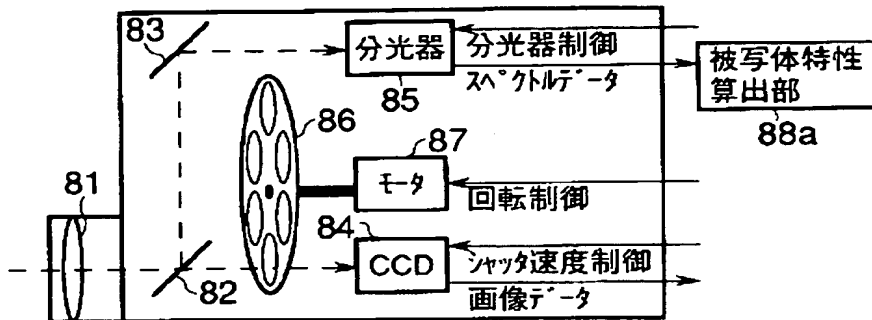 83
分光器
85
分光器制御
スペクトルデータ
被写体特性
算出部
88a
86
87
モータ
回転制御
81
84
CCD
シャッタ速度制御
画像データ
82